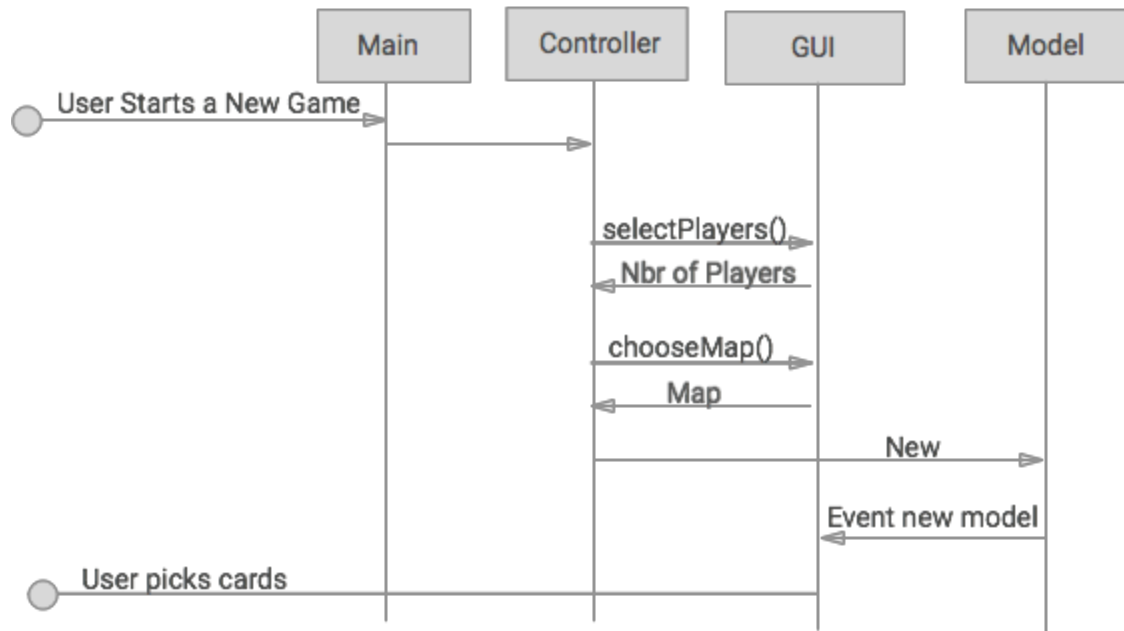 Main
Controller
GUI
Model
User Starts a New Game
selectPlayers()
Nbr of Players
chooseMap()
Map
New
Event new model
User picks cards